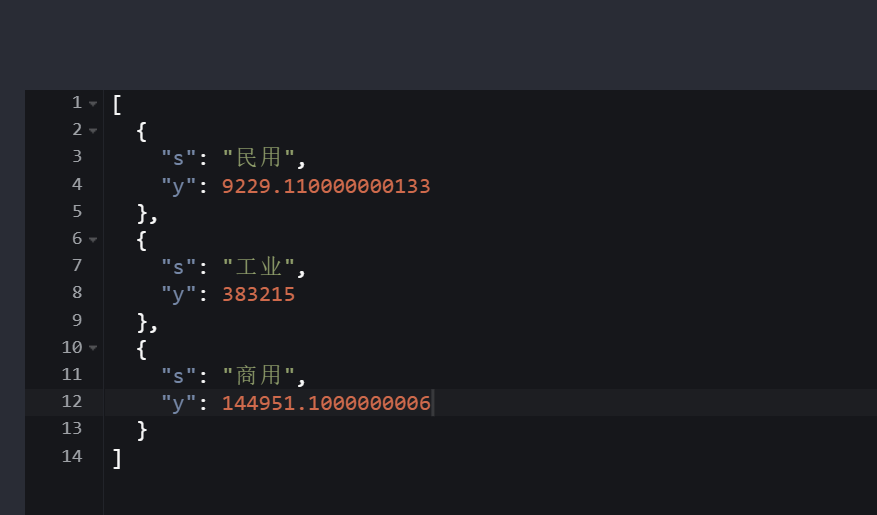 1 [
2 {
3 "s": "民用",
4 "y": 9229.110000000133
5 },
6 {
7 "s": "工业",
8 "y": 383215
9 },
10 {
11 "s": "商用",
12 "y": 144951.1000000006
13 }
14 ]